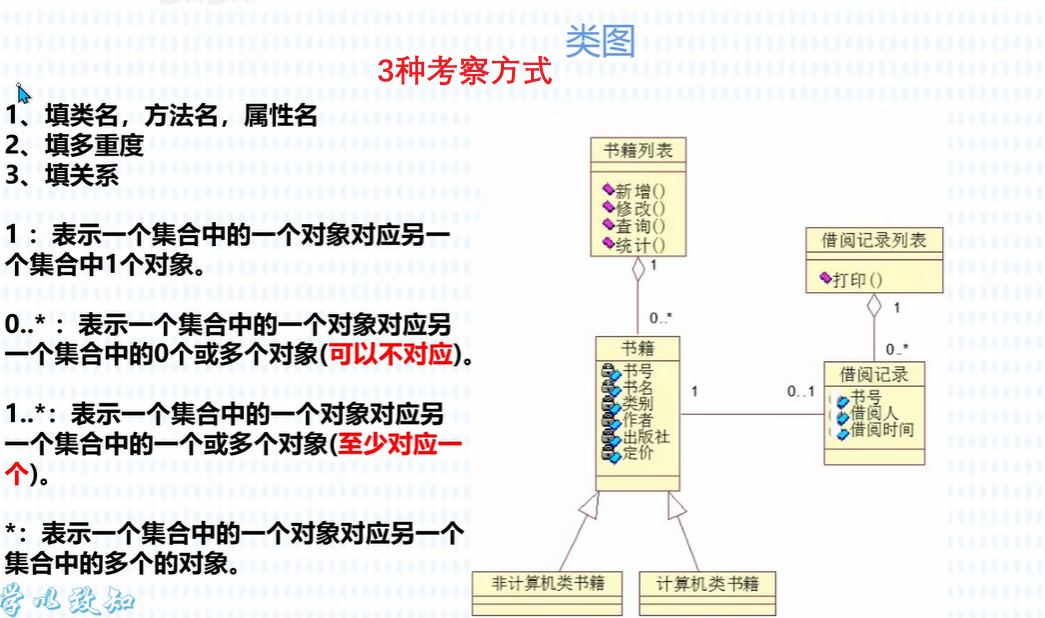 类图
3种考察方式
1、填类名，方法名，属性名
2、填多重度
3、填关系
1 ：表示一个集合中的一个对象对应另一
个集合中1个对象。
0..* ：表示一个集合中的一个对象对应另
一个集合中的0个或多个对象(可以不对应)。
1..*：表示一个集合中的一个对象对应另
一个集合中的一个或多个对象(至少对应一
个)。
*：表示一个集合中的一个对象对应另一个
集合中的多个的对象。
学以致知
书籍列表
新增()
修改()
查询()
统计()
1
0..*
书籍
书号
书名
类别
作者
出版社
定价
1
0..1
借阅记录列表
打印()
1
0..*
借阅记录
书号
借阅人
借阅时间
非计算机类书籍
计算机类书籍